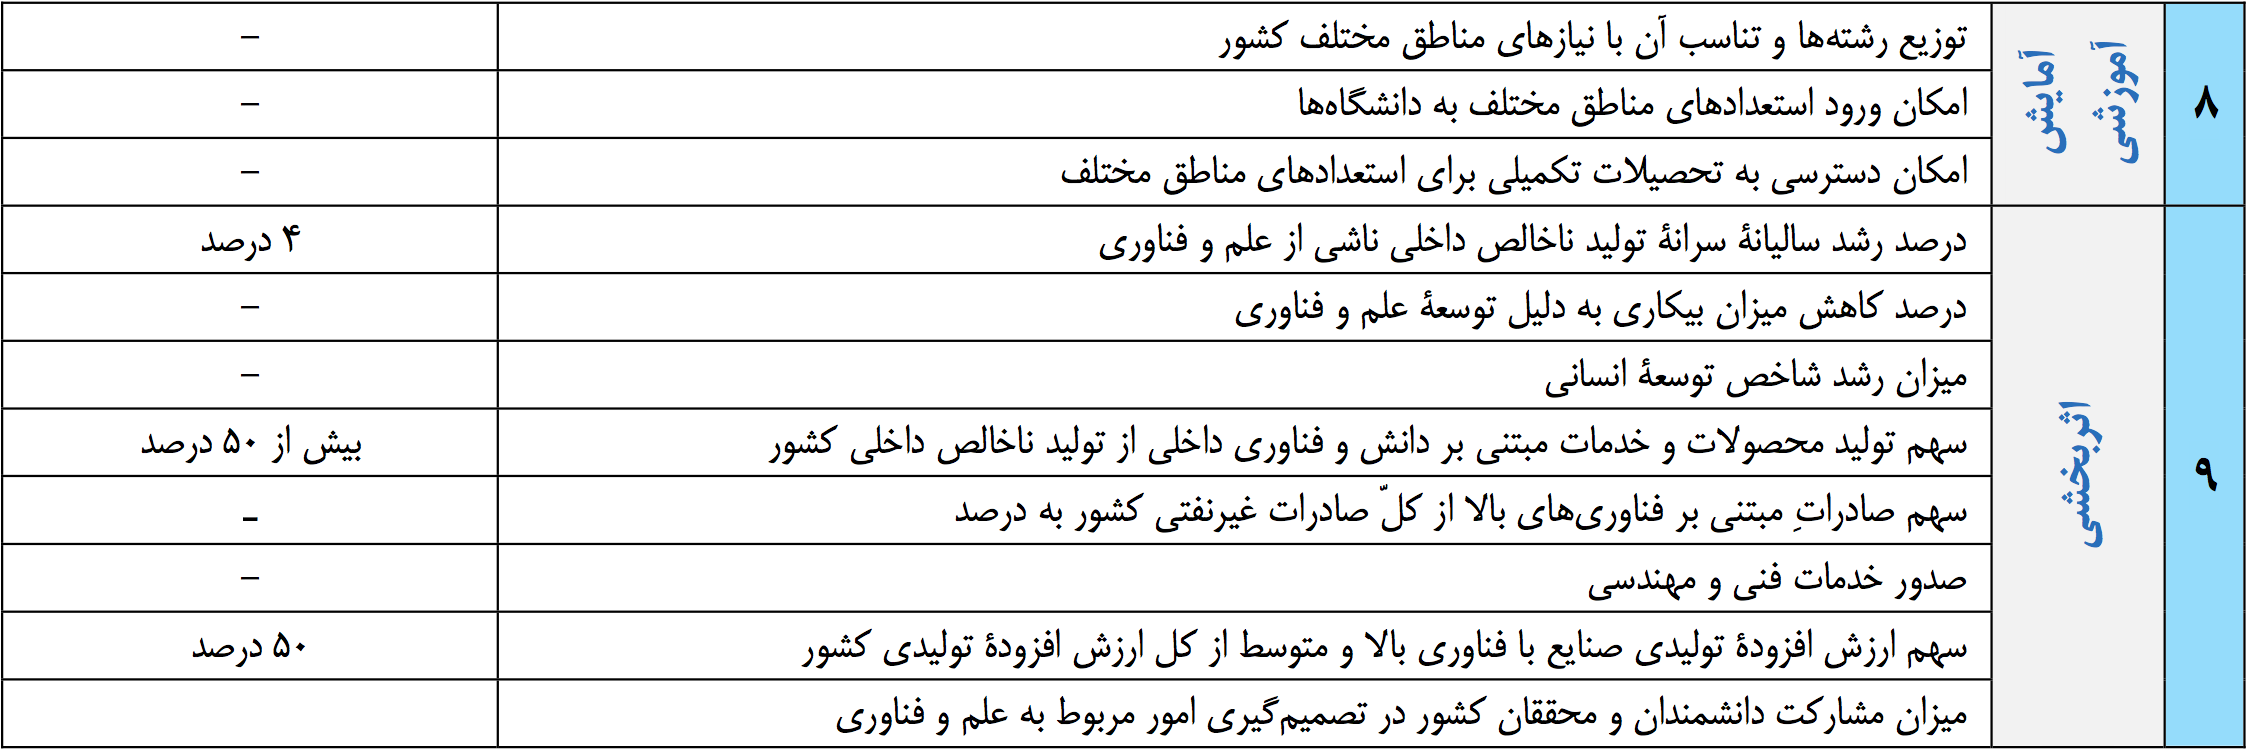 ۸
آمایش
آموزشی
توزیع رشته‌ها و تناسب آن با نیازهای مناطق مختلف کشور
–
امکان ورود استعدادهای مناطق مختلف به دانشگاه‌ها
–
امکان دسترسی به تحصیلات تکمیلی برای استعدادهای مناطق مختلف
–
۹
اثربخشی
درصد رشد سالیانهٔ سرانهٔ تولید ناخالص داخلی ناشی از علم و فناوری
۴ درصد
درصد کاهش میزان بیکاری به دلیل توسعهٔ علم و فناوری
–
میزان رشد شاخص توسعهٔ انسانی
–
سهم تولید محصولات و خدمات مبتنی بر دانش و فناوری داخلی از تولید ناخالص داخلی کشور
بیش از ۵۰ درصد
سهم صادراتِ مبتنی بر فناوری‌های بالا از کلّ صادرات غیرنفتی کشور به درصد
–
صدور خدمات فنی و مهندسی
–
سهم ارزش افزودهٔ تولیدی صنایع با فناوری بالا و متوسط از کل ارزش افزودهٔ تولیدی کشور
۵۰ درصد
میزان مشارکت دانشمندان و محققان کشور در تصمیم‌گیری امور مربوط به علم و فناوری